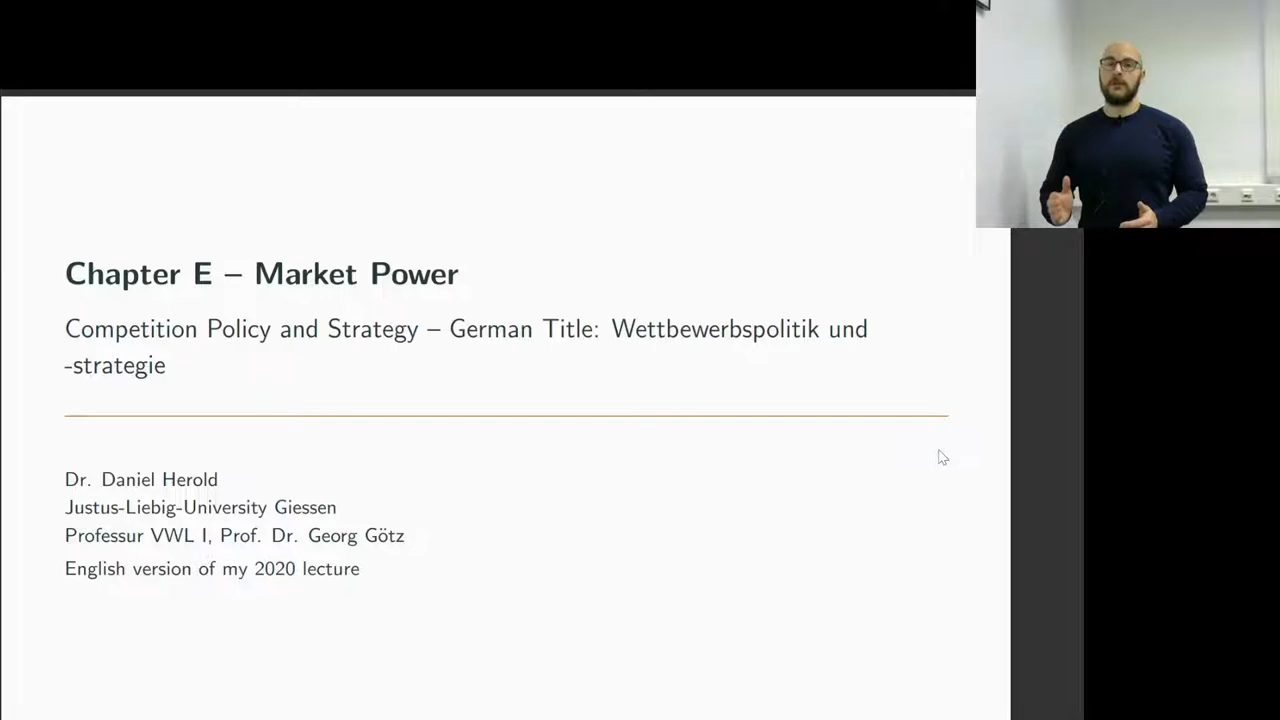 Chapter E – Market Power
Competition Policy and Strategy – German Title: Wettbewerbspolitik und
-strategie
Dr. Daniel Herold
Justus-Liebig-University Giessen
Professur VWL I, Prof. Dr. Georg Götz
English version of my 2020 lecture